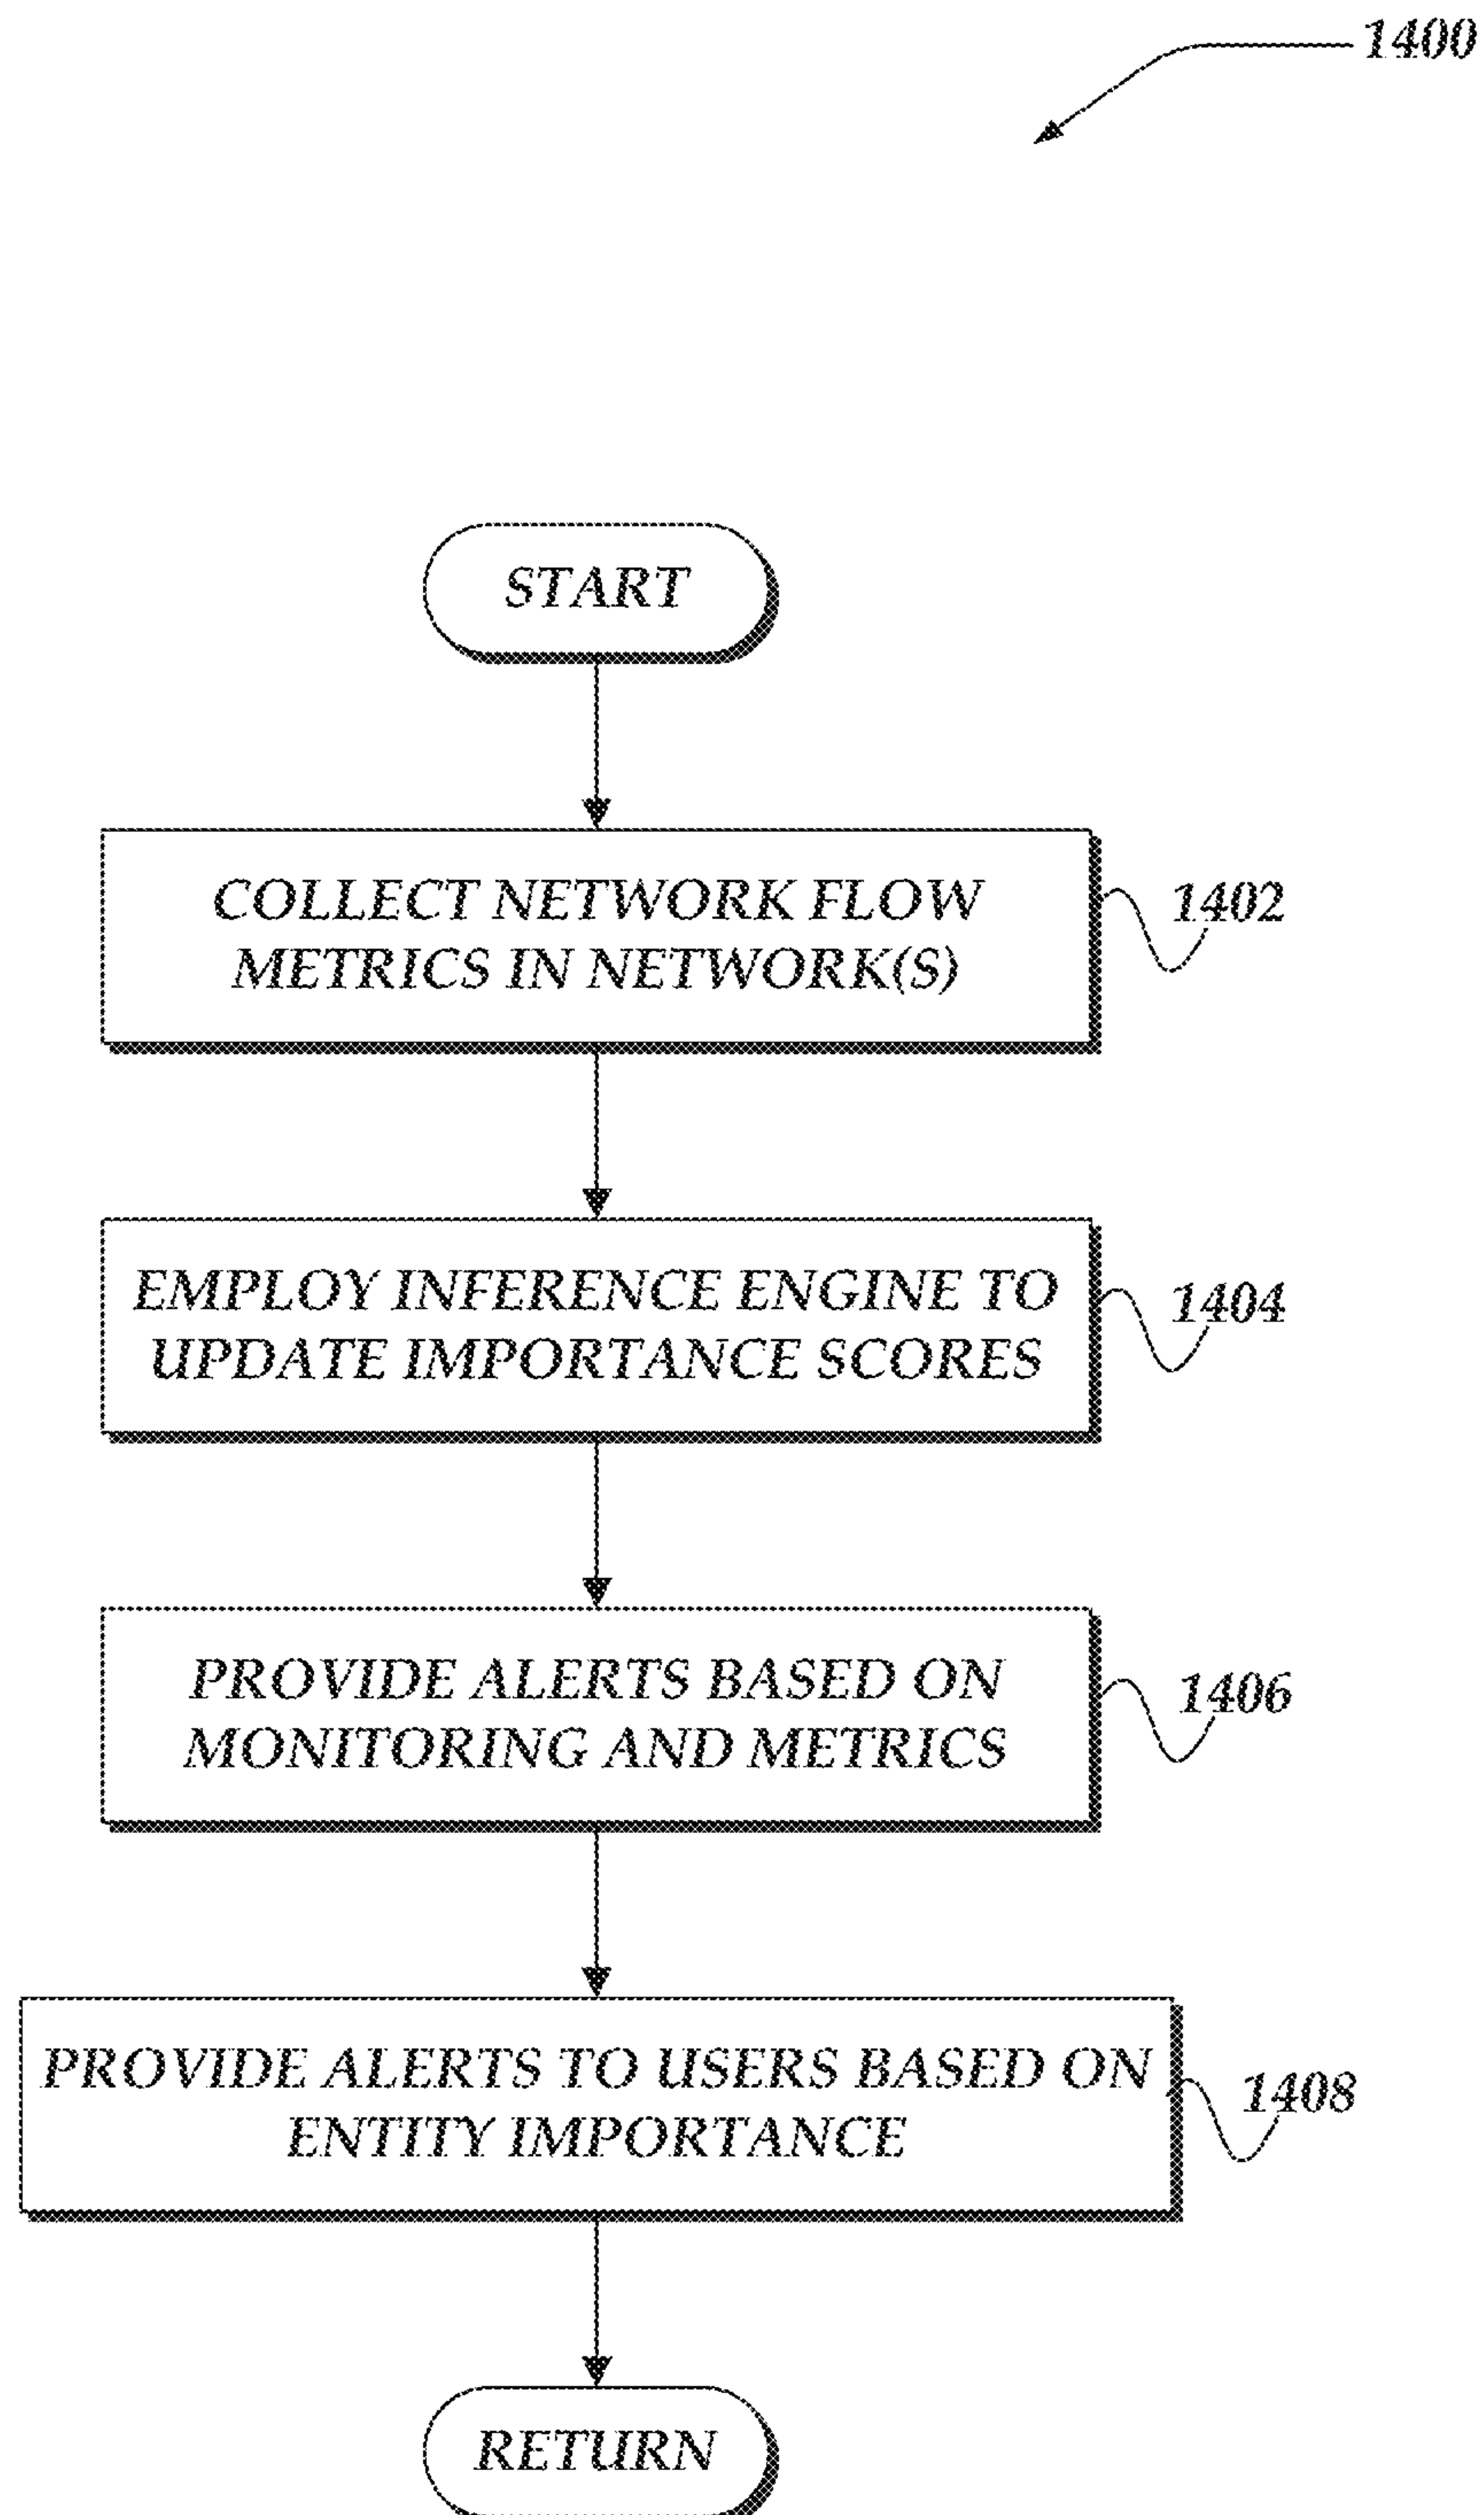 1400
START
COLLECT NETWORK FLOW
METRICS IN NETWORK(S)
1402
EMPLOY INFERENCE ENGINE TO
UPDATE IMPORTANCE SCORES
1404
PROVIDE ALERTS BASED ON
MONITORING AND METRICS
1406
PROVIDE ALERTS TO USERS BASED ON
ENTITY IMPORTANCE
1408
RETURN